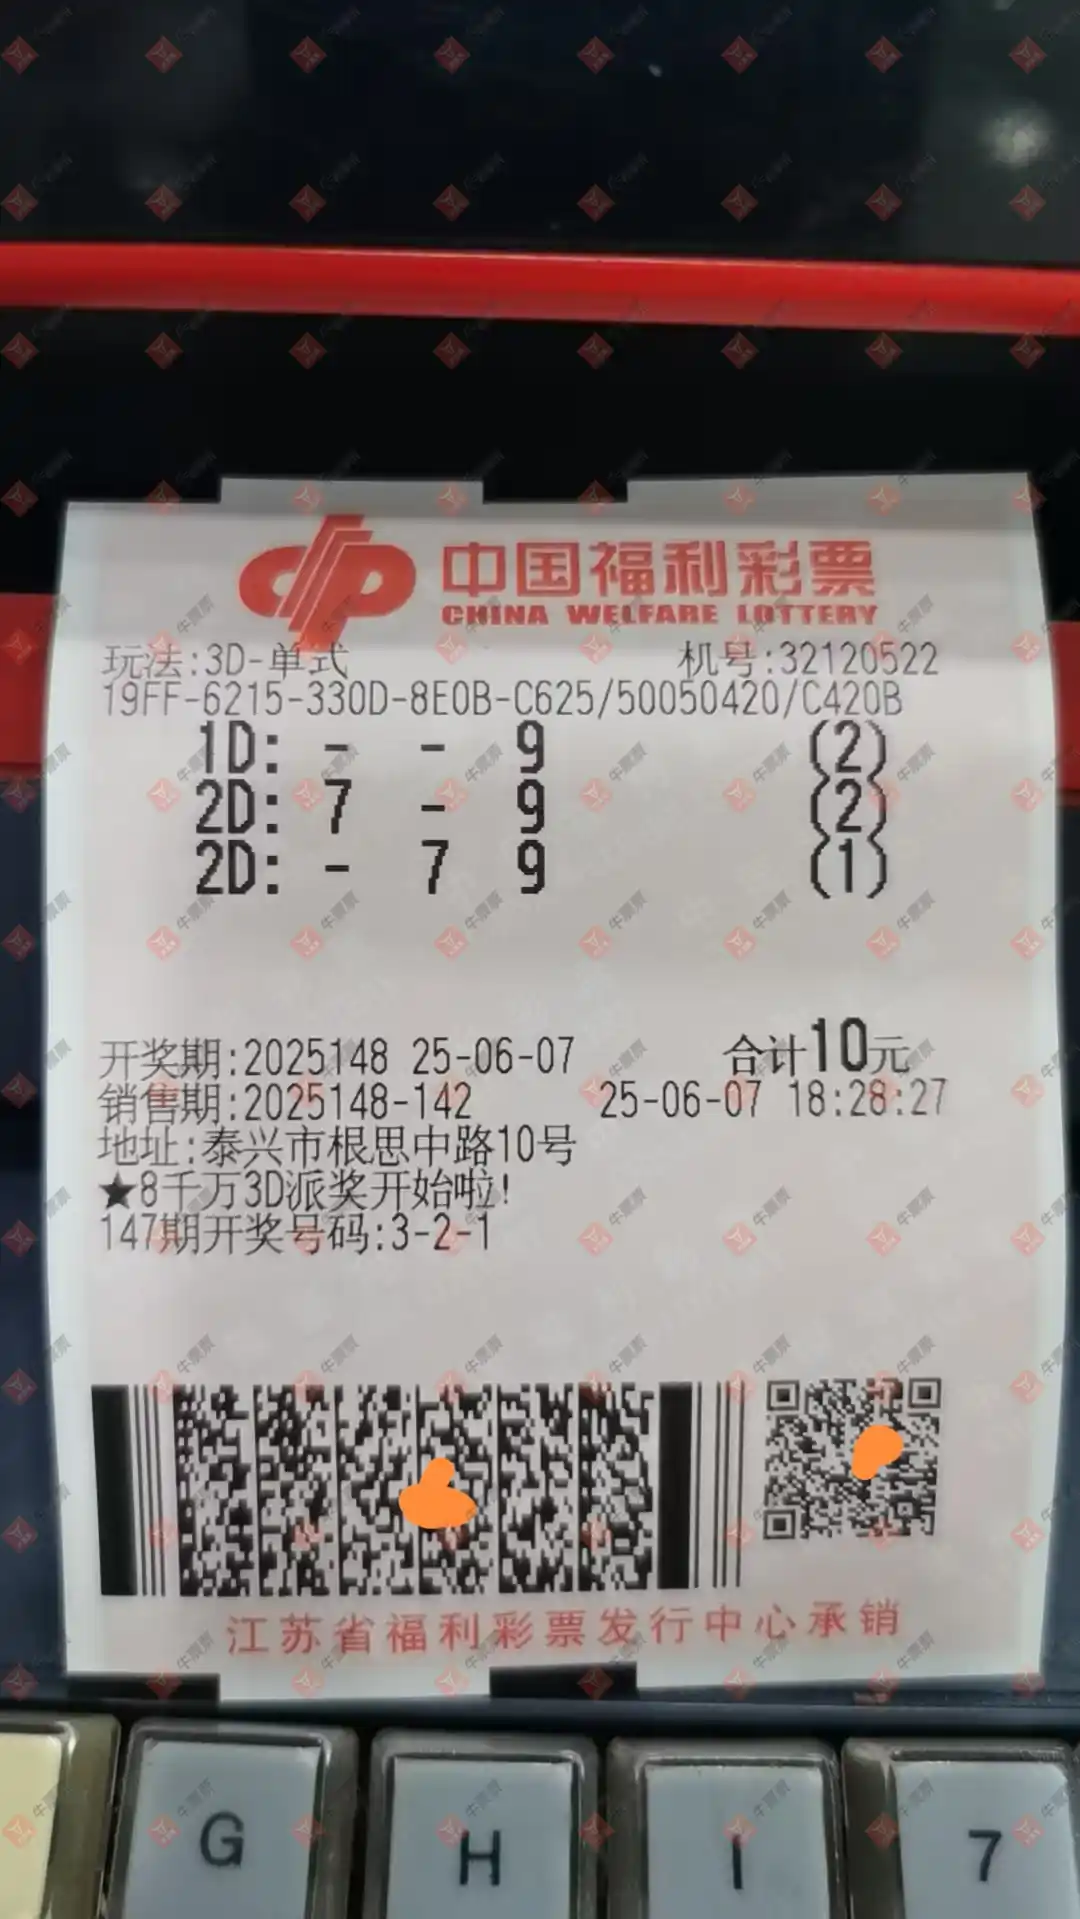 中国福利彩票
CHINA WELFARE LOTTERY
玩法:3D-单式 机号:32120522
19FF-6215-330D-8E0B-C625/50050420/C420B
1D: - - 9 (2)
2D: 7 - 9 (2)
2D: - 7 9 (1)
开奖期:2025148 25-06-07 合计10元
销售期:2025148-142 25-06-07 18:28:27
地址:泰兴市根思中路10号
★8千万3D派奖开始啦!
147期开奖号码:3-2-1
江苏省福利彩票发行中心承销
G H I 7
牛票票